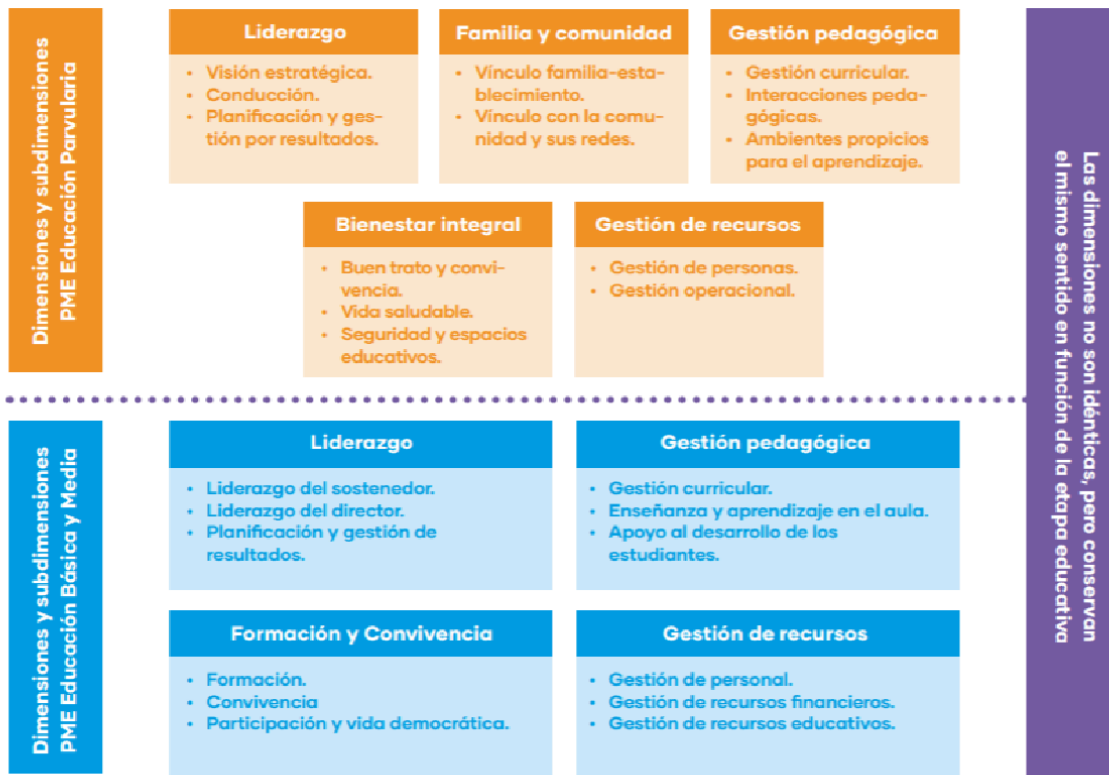 Dimensiones y subdimensiones
PME Educación Parvularia
Liderazgo
• Visión estratégica.
• Conducción.
• Planificación y ges-
tión por resultados.
Familia y comunidad
• Vínculo familia-esta-
blecimiento.
• Vínculo con la comu-
nidad y sus redes.
Gestión pedagógica
• Gestión curricular.
• Interacciones peda-
gógicas.
• Ambientes propicios
para el aprendizaje.
Bienestar integral
• Buen trato y convi-
vencia.
• Vida saludable.
• Seguridad y espacios
educativos.
Gestión de recursos
• Gestión de personas.
• Gestión operacional.
Dimensiones y subdimensiones
PME Educación Básica y Media
Liderazgo
• Liderazgo del sostenedor.
• Liderazgo del director.
• Planificación y gestión de
resultados.
Gestión pedagógica
• Gestión curricular.
• Enseñanza y aprendizaje en el aula.
• Apoyo al desarrollo de los
estudiantes.
Formación y Convivencia
• Formación.
• Convivencia
• Participación y vida democrática.
Gestión de recursos
• Gestión de personal.
• Gestión de recursos financieros.
• Gestión de recursos educativos.
Las dimensiones no son idénticas, pero conservan
el mismo sentido en función de la etapa educativa